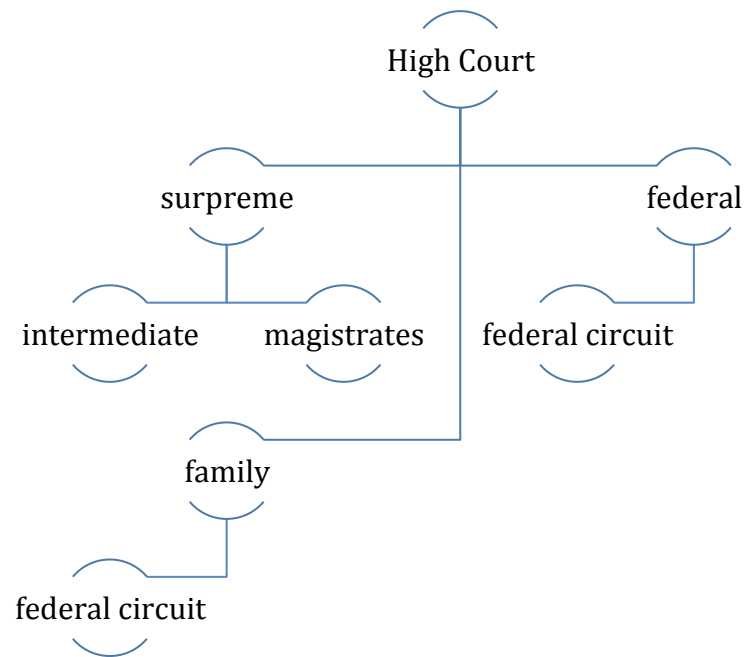 High Court
surpreme
federal
intermediate
magistrates
federal circuit
family
federal circuit